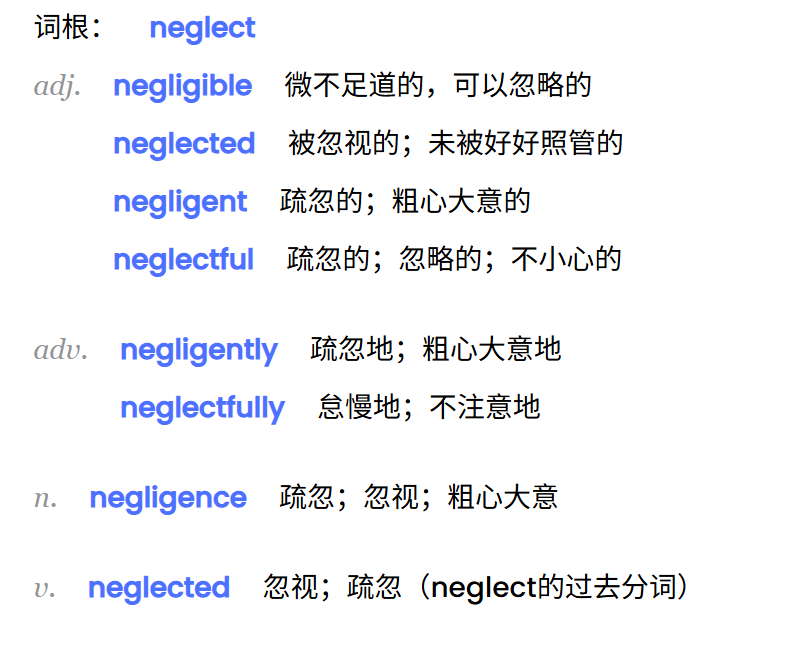 词根： neglect
adj. negligible 微不足道的，可以忽略的
neglected 被忽视的；未被好好照管的
negligent 疏忽的；粗心大意的
neglectful 疏忽的；忽略的；不小心的
adv. negligently 疏忽地；粗心大意地
neglectfully 怠慢地；不注意地
n. negligence 疏忽；忽视；粗心大意
v. neglected 忽视；疏忽（neglect的过去分词）